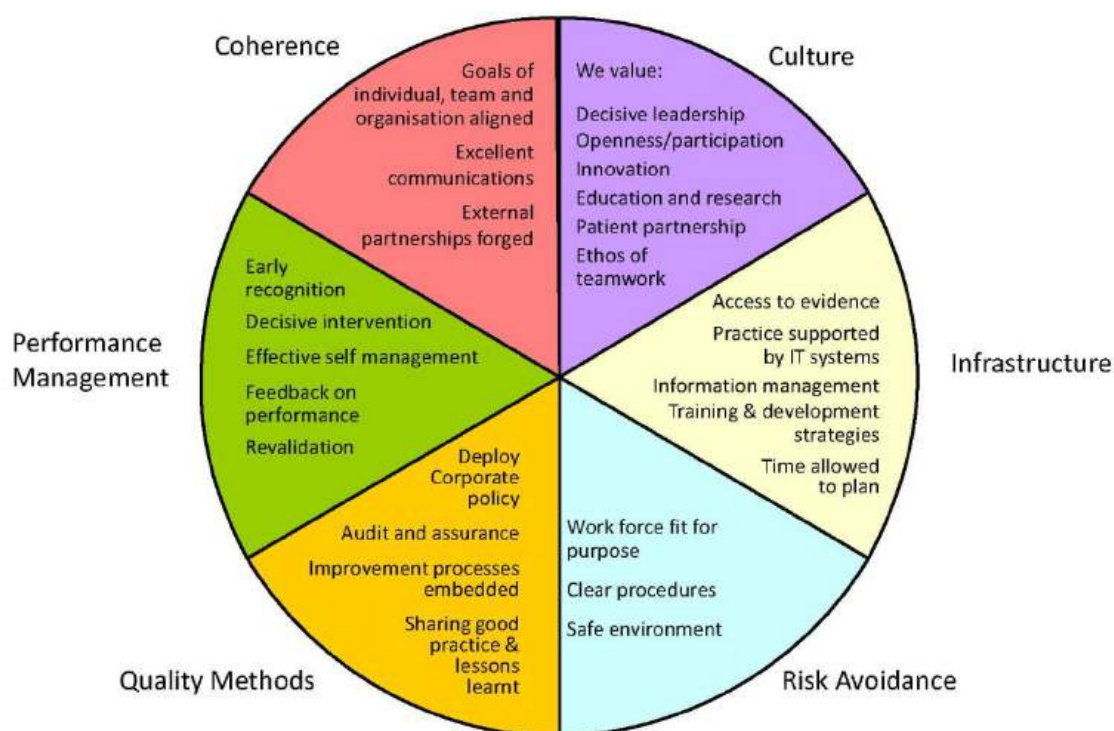 Coherence
Goals of
individual, team and
organisation aligned
Excellent
communications
External
partnerships forged
Culture
We value:
Decisive leadership
Openness/participation
Innovation
Education and research
Patient partnership
Ethos of
teamwork
Infrastructure
Access to evidence
Practice supported
by IT systems
Information management
Training & development
strategies
Time allowed
to plan
Risk Avoidance
Work force fit for
purpose
Clear procedures
Safe environment
Quality Methods
Deploy
Corporate
policy
Audit and assurance
Improvement processes
embedded
Sharing good
practice &
lessons
learnt
Performance
Management
Early
recognition
Decisive intervention
Effective self management
Feedback on
performance
Revalidation